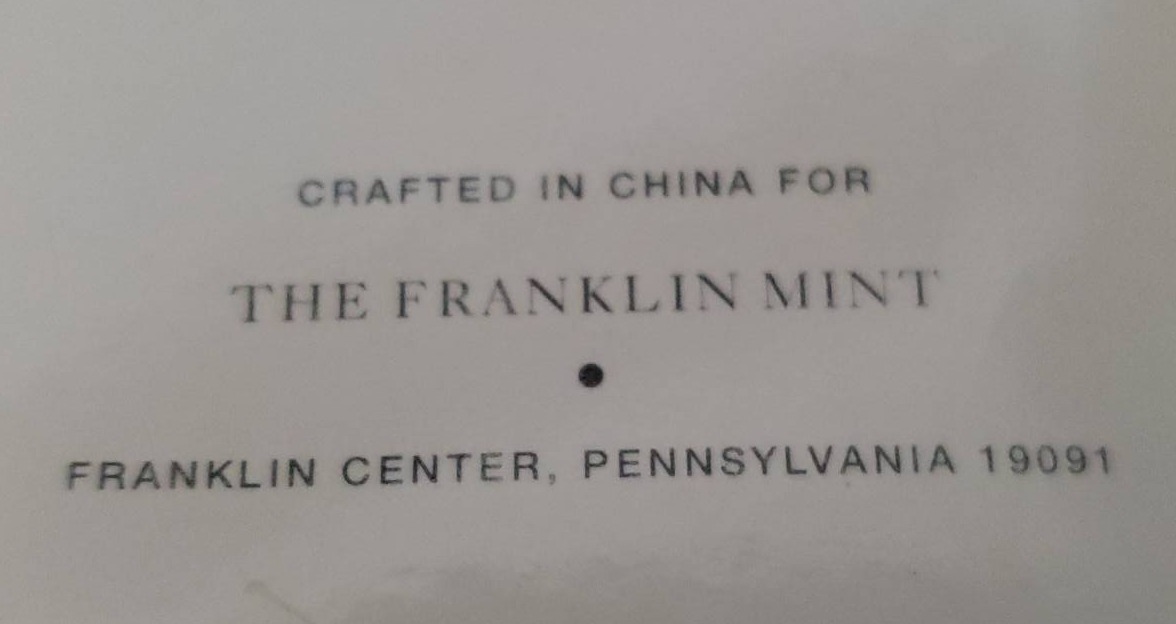 CRAFTED IN CHINA FOR
THE FRANKLIN MINT
●
FRANKLIN CENTER, PENNSYLVANIA 19091